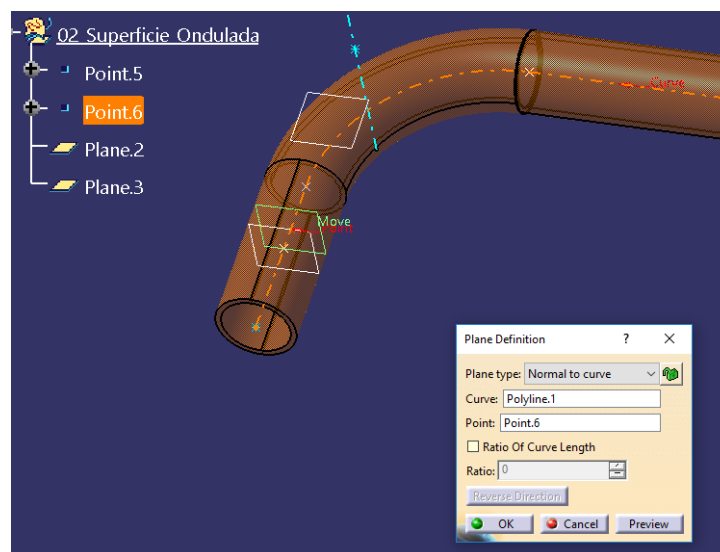 02 Superficie Ondulada
Point.5
Point.6
Plane.2
Plane.3
Curve
Move
Point
Plane Definition ? ✕
Plane type: Normal to curve
Curve: Polyline.1
Point: Point.6
Ratio Of Curve Length
Ratio: 0
Reverse Direction
OK Cancel Preview